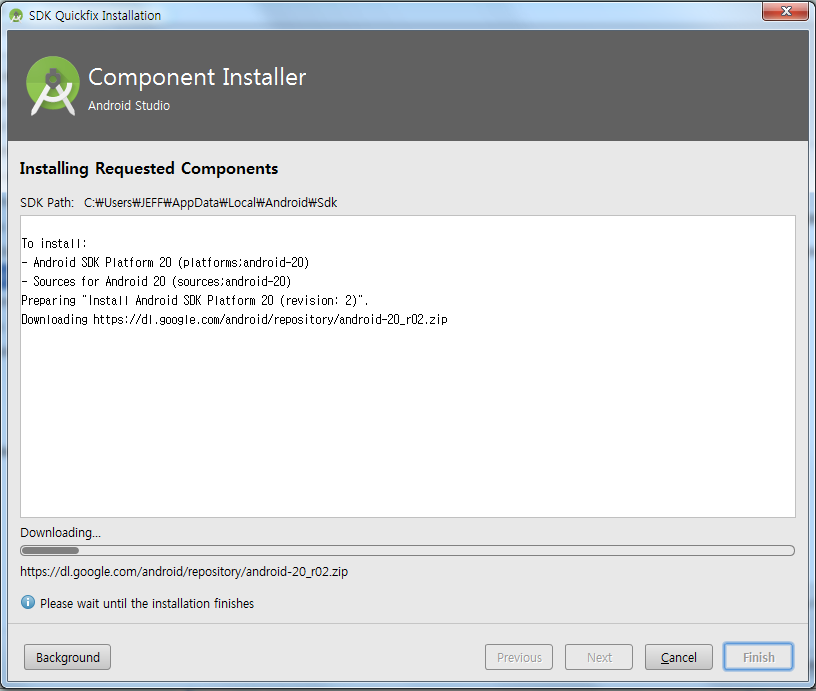 SDK Quickfix Installation
Component Installer
Android Studio
Installing Requested Components
SDK Path: C:₩Users₩JEFF₩AppData₩Local₩Android₩Sdk
To install:
- Android SDK Platform 20 (platforms;android-20)
- Sources for Android 20 (sources;android-20)
Preparing "Install Android SDK Platform 20 (revision: 2)".
Downloading https://dl.google.com/android/repository/android-20_r02.zip
Downloading...
https://dl.google.com/android/repository/android-20_r02.zip
Please wait until the installation finishes
Background Previous Next Cancel Finish